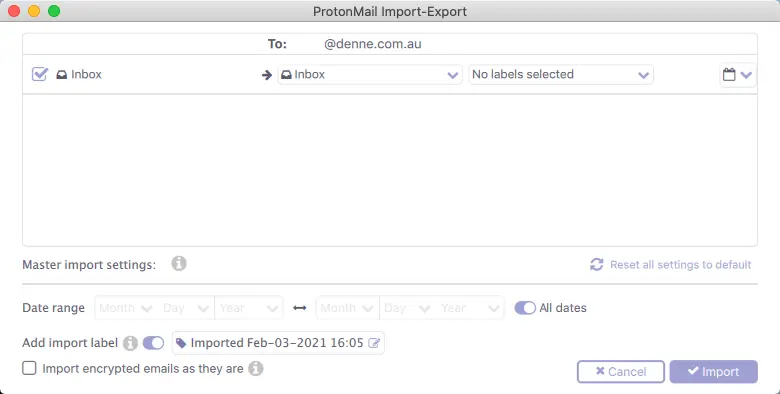 ProtonMail Import-Export
To: @denne.com.au
Inbox Inbox No labels selected
Master import settings: Reset all settings to default
Date range Month Day Year Month Day Year All dates
Add import label Imported Feb-03-2021 16:05
Import encrypted emails as they are
Cancel Import